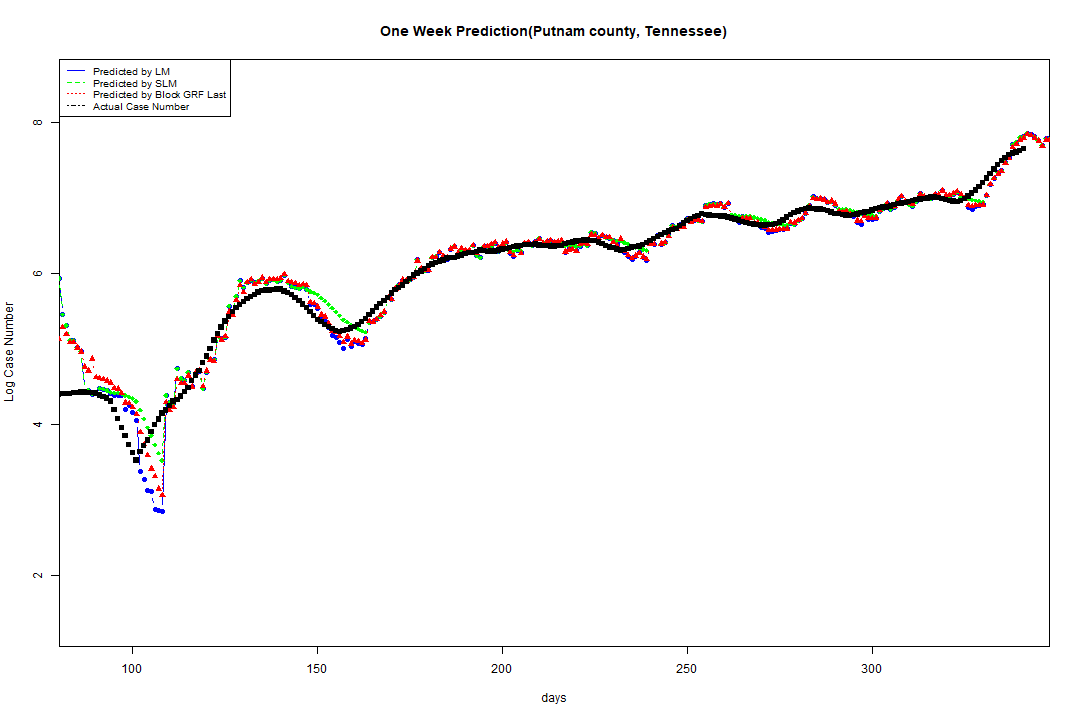 One Week Prediction(Putnam county, Tennessee)
Predicted by LM
Predicted by SLM
Predicted by Block GRF Last
Actual Case Number
8
6
4
2
Log Case Number
100 150 200 250 300
days